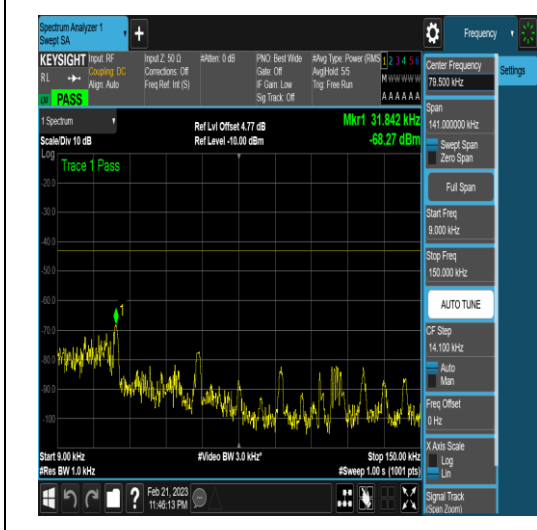 Spectrum Analyzer 1
Swept SA
+
Frequency
KEYSIGHT
RL
Input: RF
Coupling: DC
Align: Auto
Input Z: 50 Ω
Corrections: Off
Freq Ref: Int (S)
#Atten: 0 dB
PNO: Best Wide
Gate: Off
IF Gain: Low
Sig Track: Off
#Avg Type: Power (RMS
Avg|Hold: 5/5
Trig: Free Run
1 2 3 4 5 6
M W W W W W
A A A A A A
PASS
1 Spectrum
Scale/Div 10 dB
Ref Lvl Offset 4.77 dB
Ref Level -10.00 dBm
Mkr1 31.842 kHz
-68.27 dBm
Log
Trace 1 Pass
-20.0
-30.0
-40.0
-50.0
-60.0
-70.0
-80.0
-90.0
-100
1
Start 9.00 kHz
#Res BW 1.0 kHz
#Video BW 3.0 kHz*
Stop 150.00 kHz
#Sweep 1.00 s (1001 pts)
Feb 21, 2023
11:46:13 PM
?
Center Frequency
79.500 kHz
Settings
Span
141.000000 kHz
Swept Span
Zero Span
Full Span
Start Freq
9.000 kHz
Stop Freq
150.000 kHz
AUTO TUNE
CF Step
14.100 kHz
Auto
Man
Freq Offset
0 Hz
X Axis Scale
Log
Lin
Signal Track
(Span Zoom)